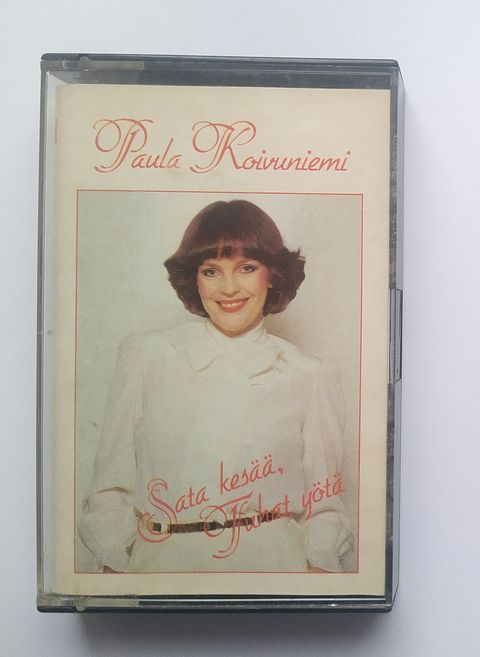 Paula Koivuniemi
Sata kesää,
Tuhat yötä